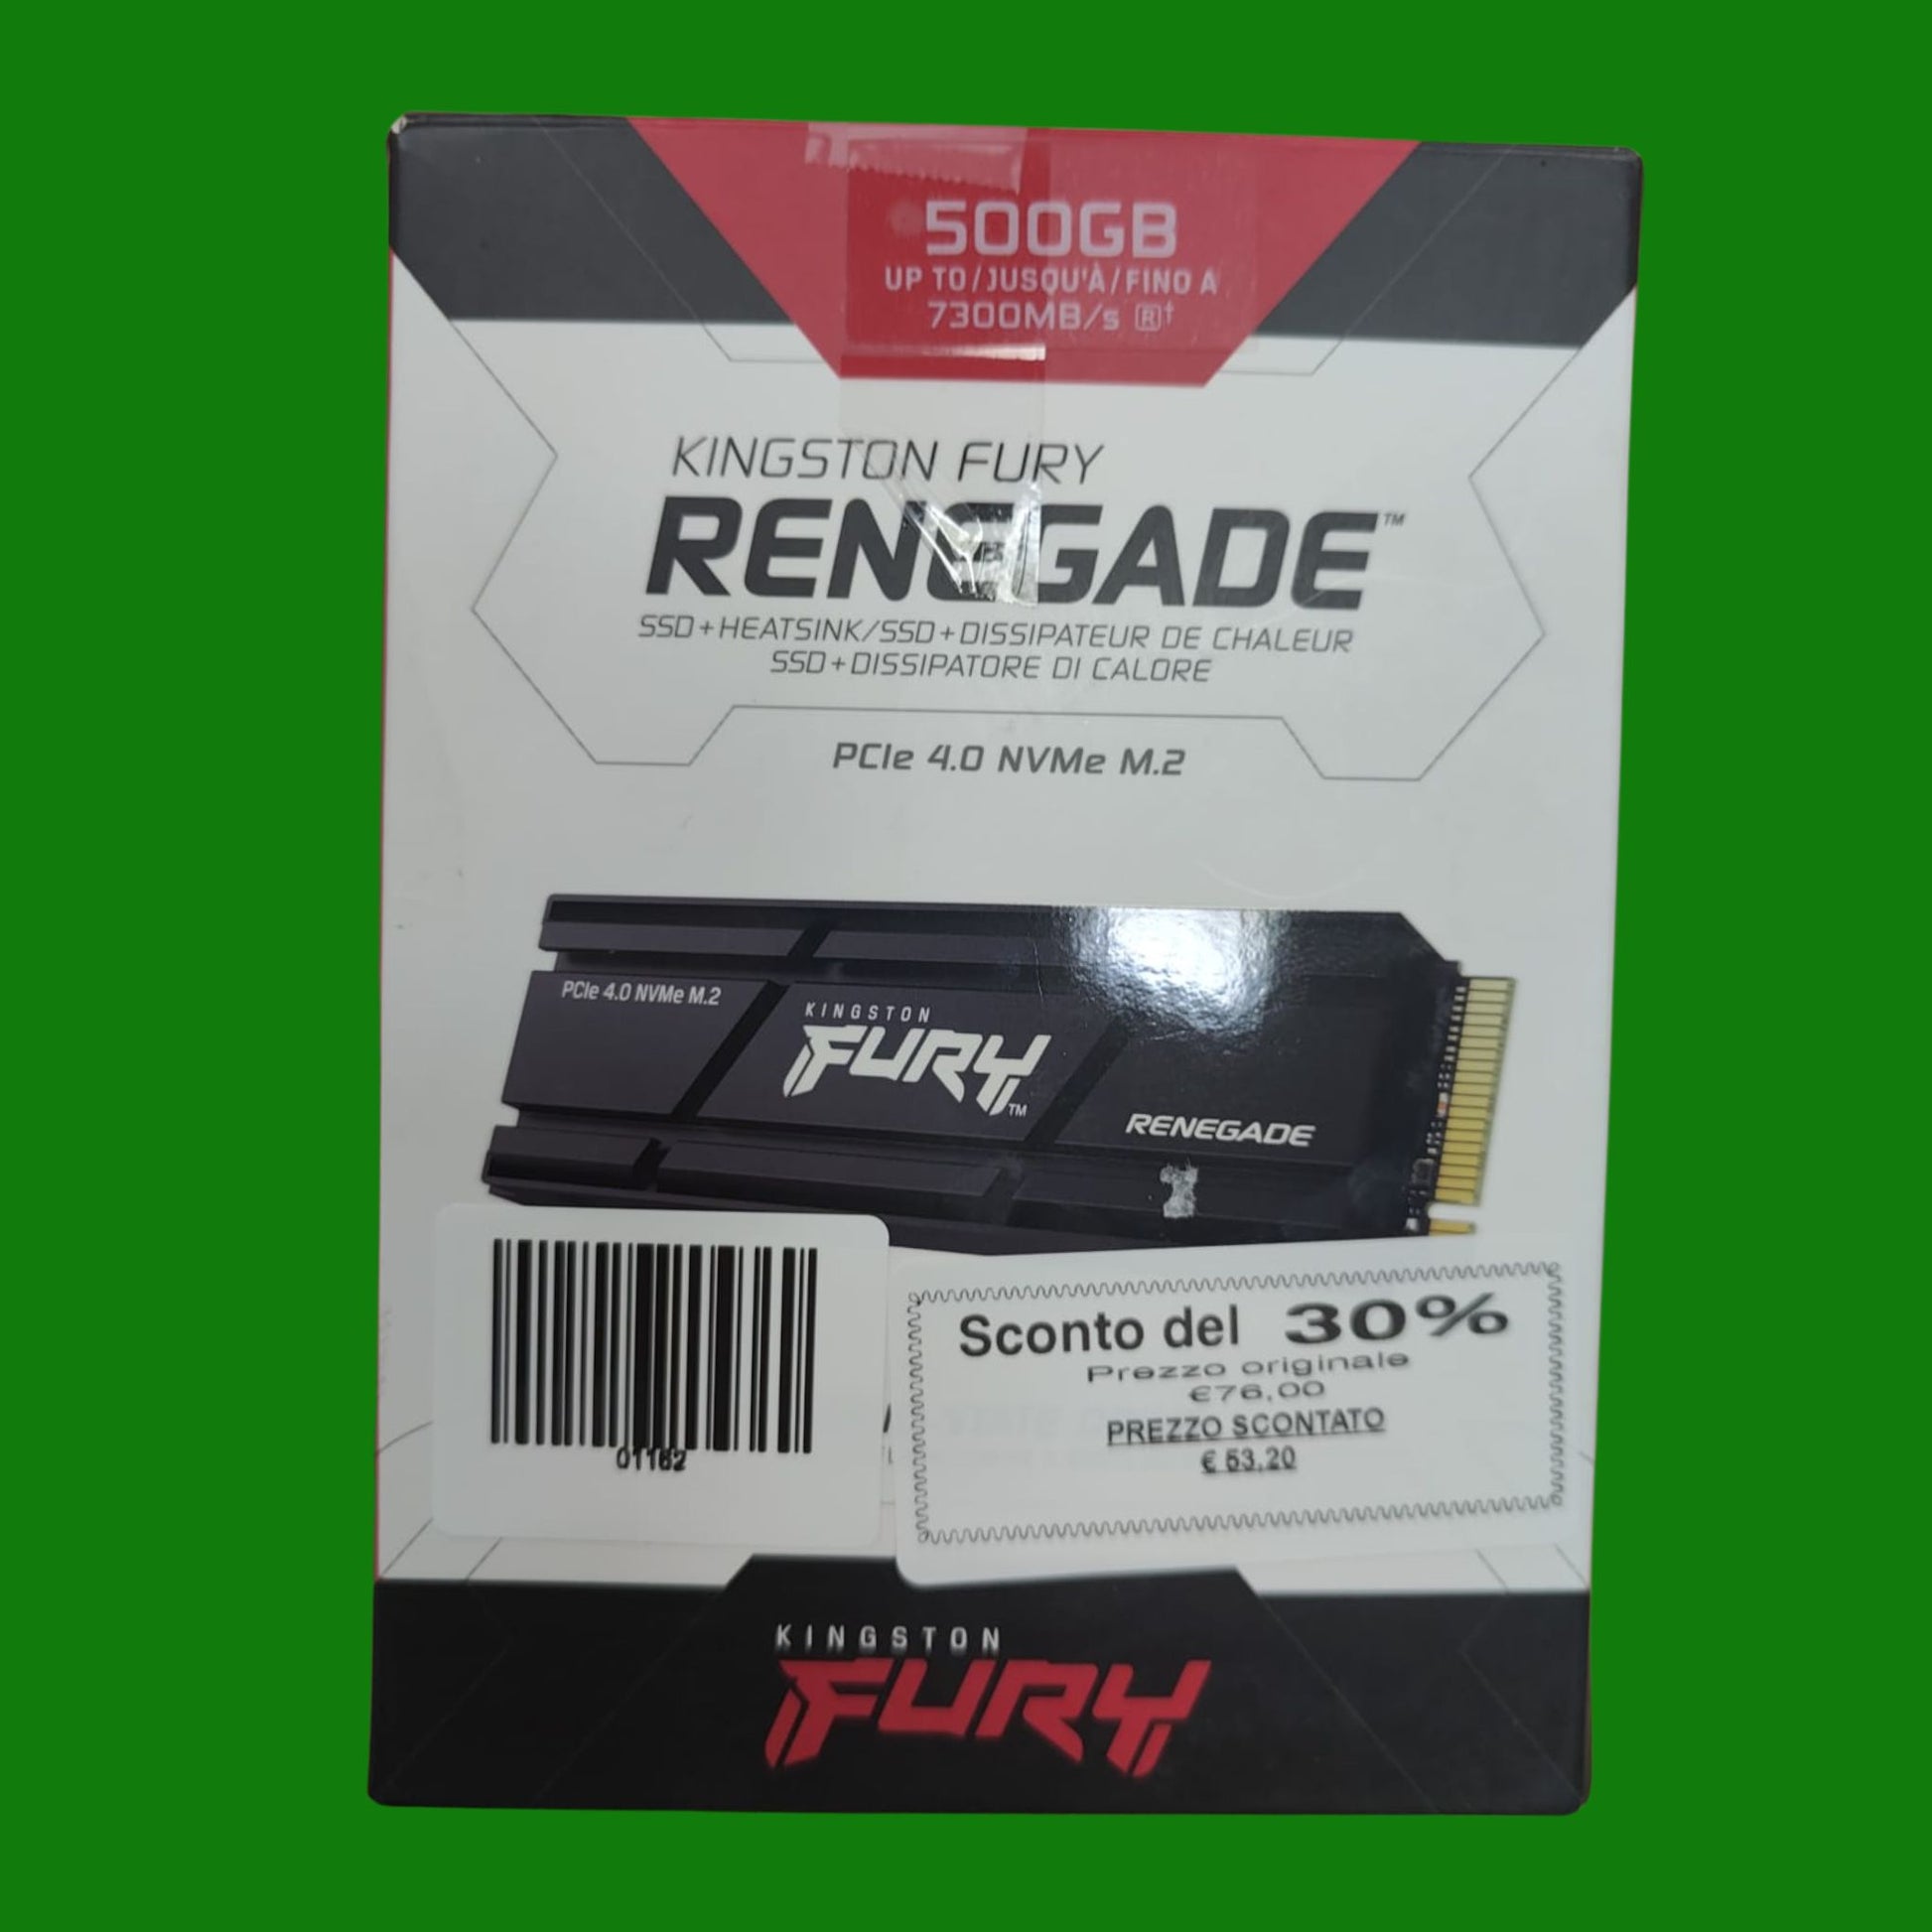 500GB
UP TO/JUSQU'À/FINO A
7300MB/s R†
KINGSTON FURY
RENEGADE™
SSD+HEATSINK/SSD+DISSIPATEUR DE CHALEUR
SSD+DISSIPATORE DI CALORE
PCIe 4.0 NVMe M.2
PCIe 4.0 NVMe M.2
KINGSTON
FURY™
RENEGADE
01162
Sconto del 30%
Prezzo originale
€76,00
PREZZO SCONTATO
€ 53,20
KINGSTON
FURY